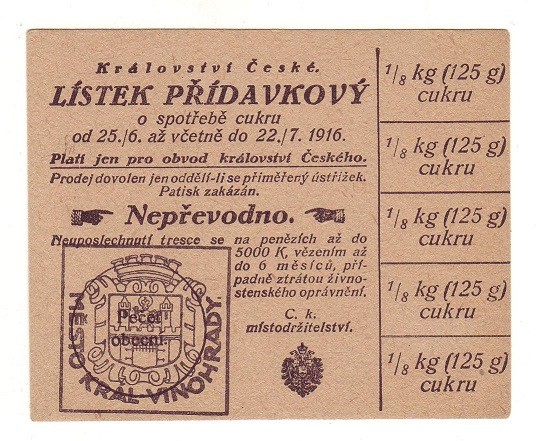 Království České.
LÍSTEK PŘÍDAVKOVÝ
o spotřebě cukru
od 25./6. až včetně do 22./7. 1916.
Platí jen pro obvod království Českého.
Prodej dovolen jen oddělí-li se přiměřený ústřižek.
Patisk zakázán.
Nepřevodno.
Neuposlechnutí tresce se na penězích až do
5000 K, vězením až
do 6 měsíců, pří-
padně ztrátou živno-
stenského oprávnění.
C. k.
místodržitelství.
Pečeť
obecní.
MĚSTO KRÁL. VINOHRADY.
1/8 kg (125 g)
cukru
1/8 kg (125 g)
cukru
1/8 kg (125 g)
cukru
1/8 kg (125 g)
cukru
1/8 kg (125 g)
cukru